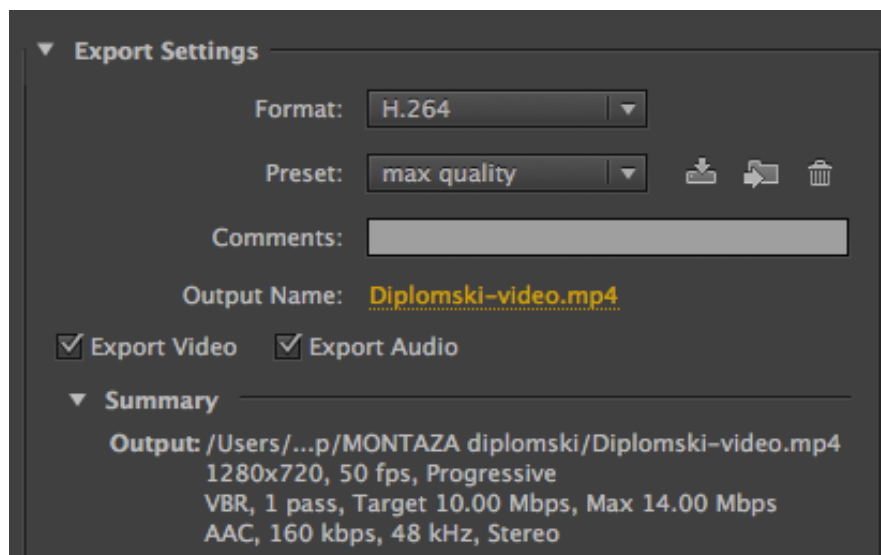 Export Settings
Format: H.264
Preset: max quality
Comments:
Output Name: Diplomski-video.mp4
Export Video Export Audio
Summary
Output: /Users/...p/MONTAZA diplomski/Diplomski-video.mp4
1280x720, 50 fps, Progressive
VBR, 1 pass, Target 10.00 Mbps, Max 14.00 Mbps
AAC, 160 kbps, 48 kHz, Stereo